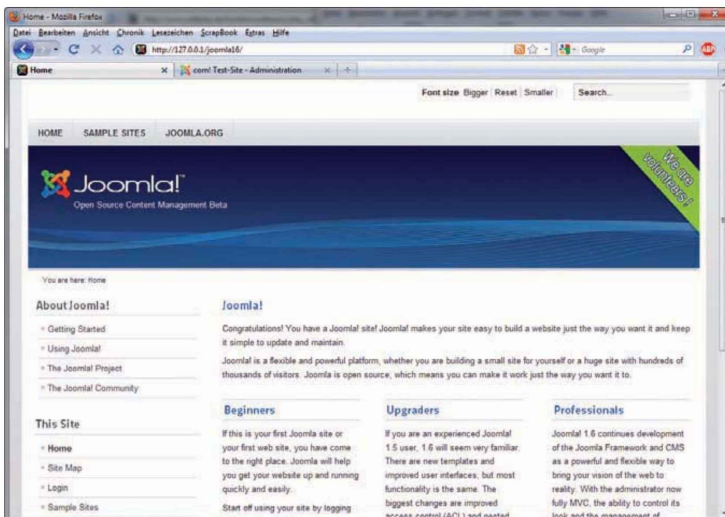 Home - Mozilla Firefox
Datei Bearbeiten Ansicht Chronik Lesezeichen ScrapBook Extras Hilfe
http://127.0.0.1/joomla16/
Google
ABP
Home
com! Test-Site - Administration
Font size Bigger Reset Smaller
Search...
HOME SAMPLE SITES JOOMLA.ORG
Joomla!™
Open Source Content Management Beta
We are volunteers!
You are here: Home
About Joomla!
Getting Started
Using Joomla!
The Joomla! Project
The Joomla! Community
This Site
Home
Site Map
Login
Sample Sites
Joomla!
Congratulations! You have a Joomla! site! Joomla! makes your site easy to build a website just the way you want it and keep
it simple to update and maintain.
Joomla! is a flexible and powerful platform, whether you are building a small site for yourself or a huge site with hundreds of
thousands of visitors. Joomla is open source, which means you can make it work just the way you want it to.
Beginners
If this is your first Joomla site or
your first web site, you have come
to the right place. Joomla will help
you get your website up and running
quickly and easily.
Start off using your site by logging
Upgraders
If you are an experienced Joomla!
1.5 user, 1.6 will seem very familiar.
There are new templates and
improved user interfaces, but most
functionality is the same. The
biggest changes are improved
access control (ACL) and nested
Professionals
Joomla! 1.6 continues development
of the Joomla Framework and CMS
as a powerful and flexible way to
bring your vision of the web to
reality. With the administrator now
fully MVC, the ability to control its
look and the management of